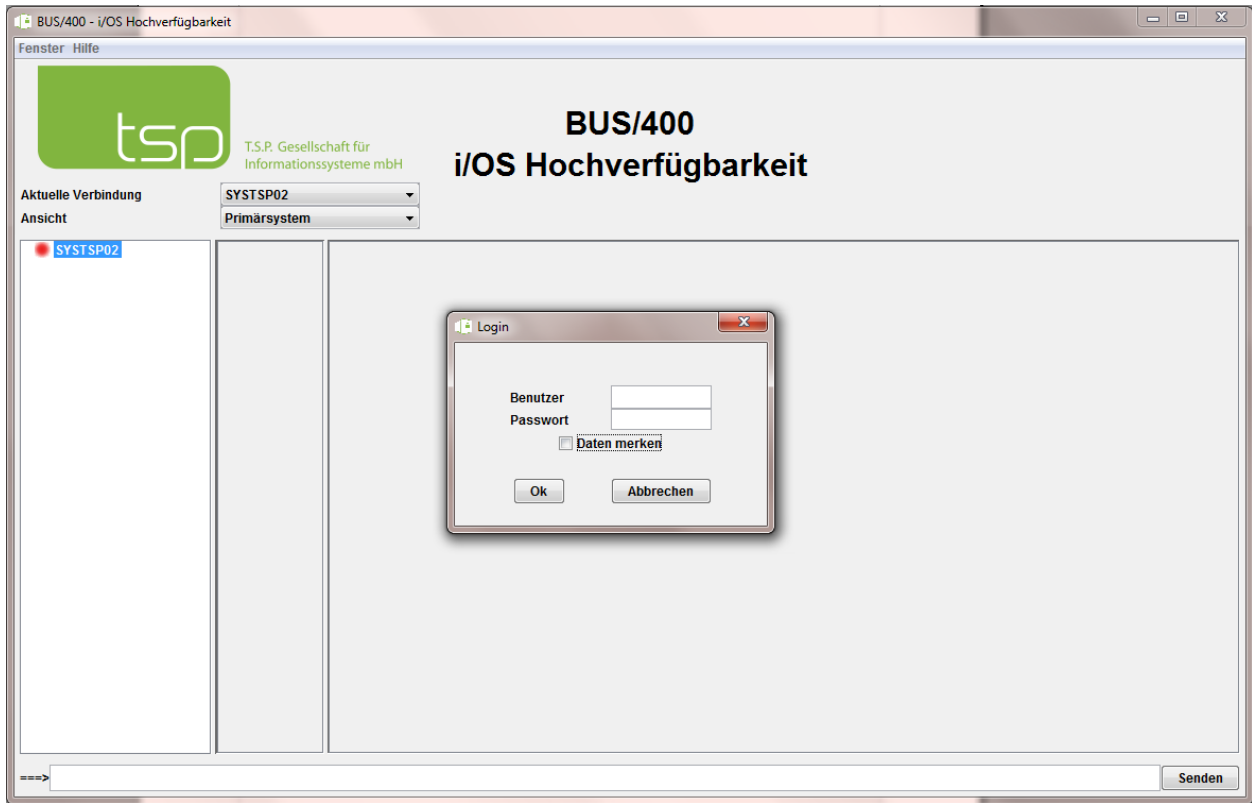 BUS/400 - i/OS Hochverfügbarkeit
Fenster Hilfe
tsp
T.S.P. Gesellschaft für
Informationssysteme mbH
BUS/400
i/OS Hochverfügbarkeit
Aktuelle Verbindung SYSTSP02
Ansicht Primärsystem
SYSTSP02
Login
Benutzer
Passwort
Daten merken
Ok Abbrechen
===> Senden